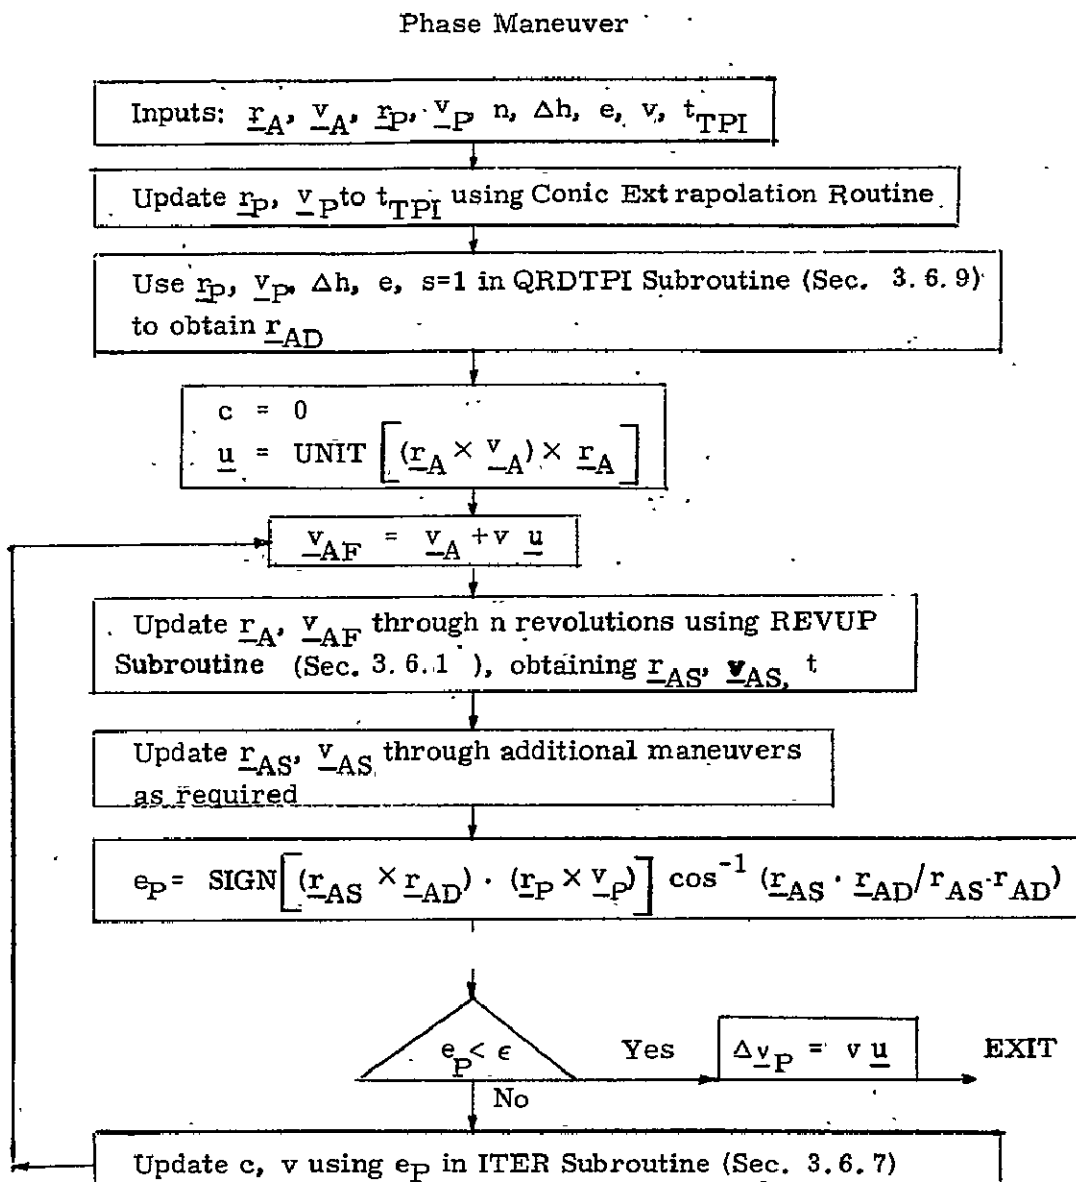 Phase Maneuver
Inputs: r_A, v_A, r_P, v_P, n, Δh, e, v, t_TPI
Update r_P, v_P to t_TPI using Conic Extrapolation Routine
Use r_P, v_P, Δh, e, s=1 in QRDTPI Subroutine (Sec. 3.6.9)
to obtain r_AD
c = 0
u = UNIT [(r_A × v_A) × r_A]
v_AF = v_A + v u
Update r_A, v_AF through n revolutions using REVUP
Subroutine (Sec. 3.6.1 ), obtaining r_AS, v_AS, t
Update r_AS, v_AS, through additional maneuvers
as required
e_P = SIGN[(r_AS × r_AD) · (r_P × v_P)] cos^-1 (r_AS · r_AD/r_AS r_AD)
e_P < ϵ
Yes
Δv_P = v u
EXIT
No
Update c, v using e_P in ITER Subroutine (Sec. 3.6.7)